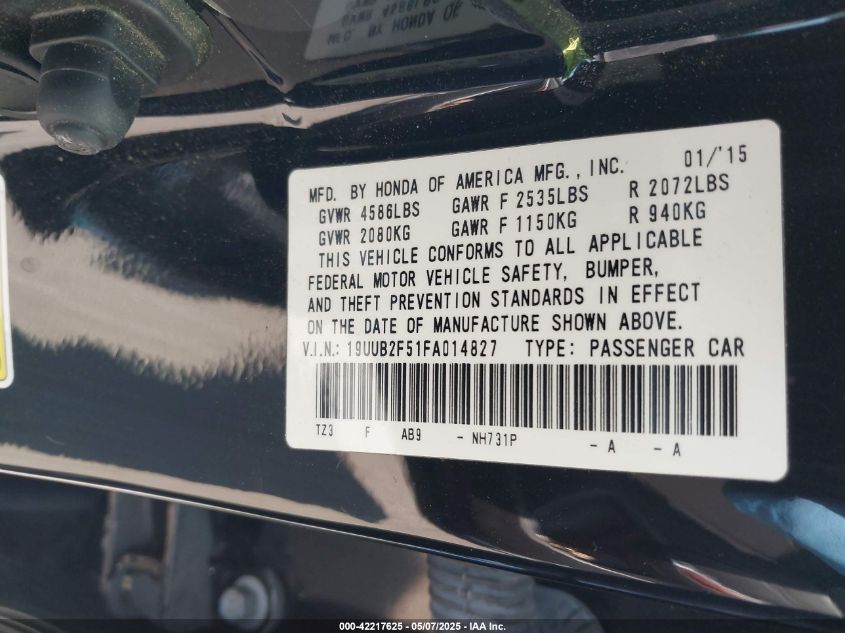 MFD. BY HONDA OF AMERICA MFG., INC. 01/'15
GVWR 4586LBS GAWR F 2535LBS R 2072LBS
GVWR 2080KG GAWR F 1150KG R 940KG
THIS VEHICLE CONFORMS TO ALL APPLICABLE
FEDERAL MOTOR VEHICLE SAFETY, BUMPER,
AND THEFT PREVENTION STANDARDS IN EFFECT
ON THE DATE OF MANUFACTURE SHOWN ABOVE.
V.I.N.: 19UUB2F51FA014827 TYPE: PASSENGER CAR
TZ3 F AB9 - NH731P - A - A
000-42217625 | 05/07/2025 - IAA Inc.